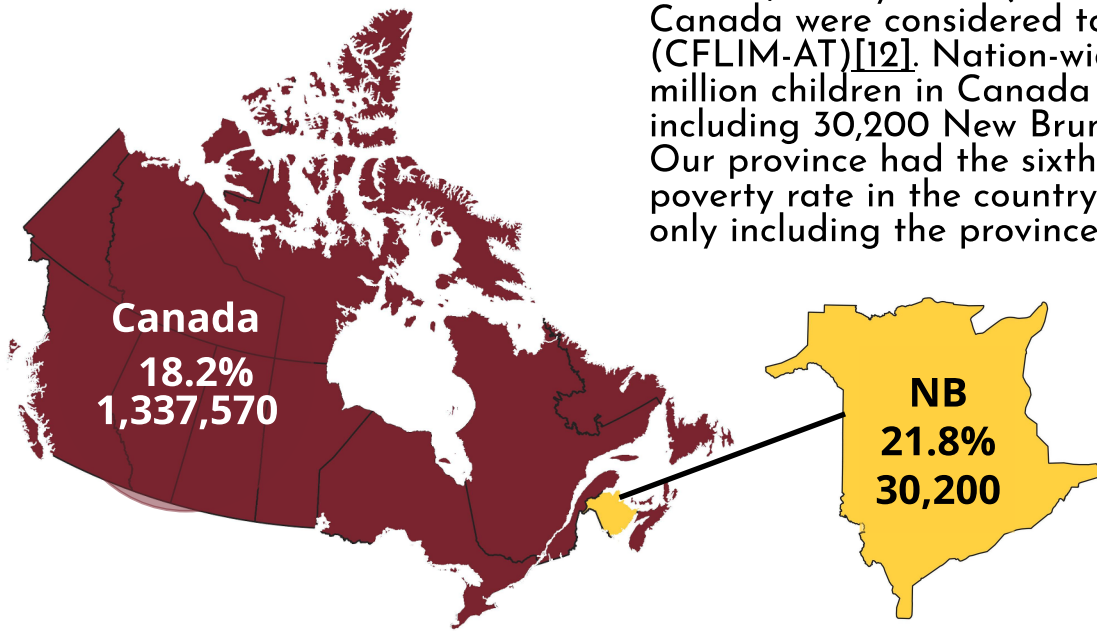 Canada were considered to
(CFLIM-AT)[12]. Nation-wi
million children in Canada
including 30,200 New Bru
Our province had the sixth
poverty rate in the country
only including the province
Canada
18.2%
1,337,570
NB
21.8%
30,200